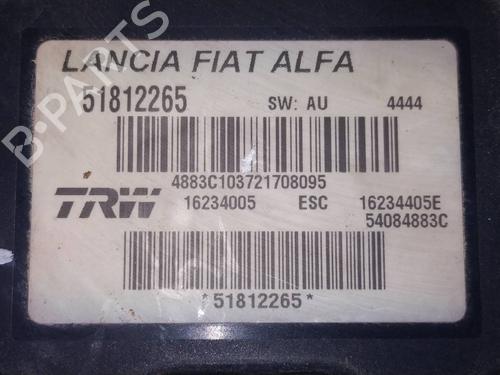 LANCIA FIAT ALFA
51812265 SW: AU 4444
4883C103721708095
TRW 16234005 ESC 16234405E
54084883C
*51812265*
B-PARTS